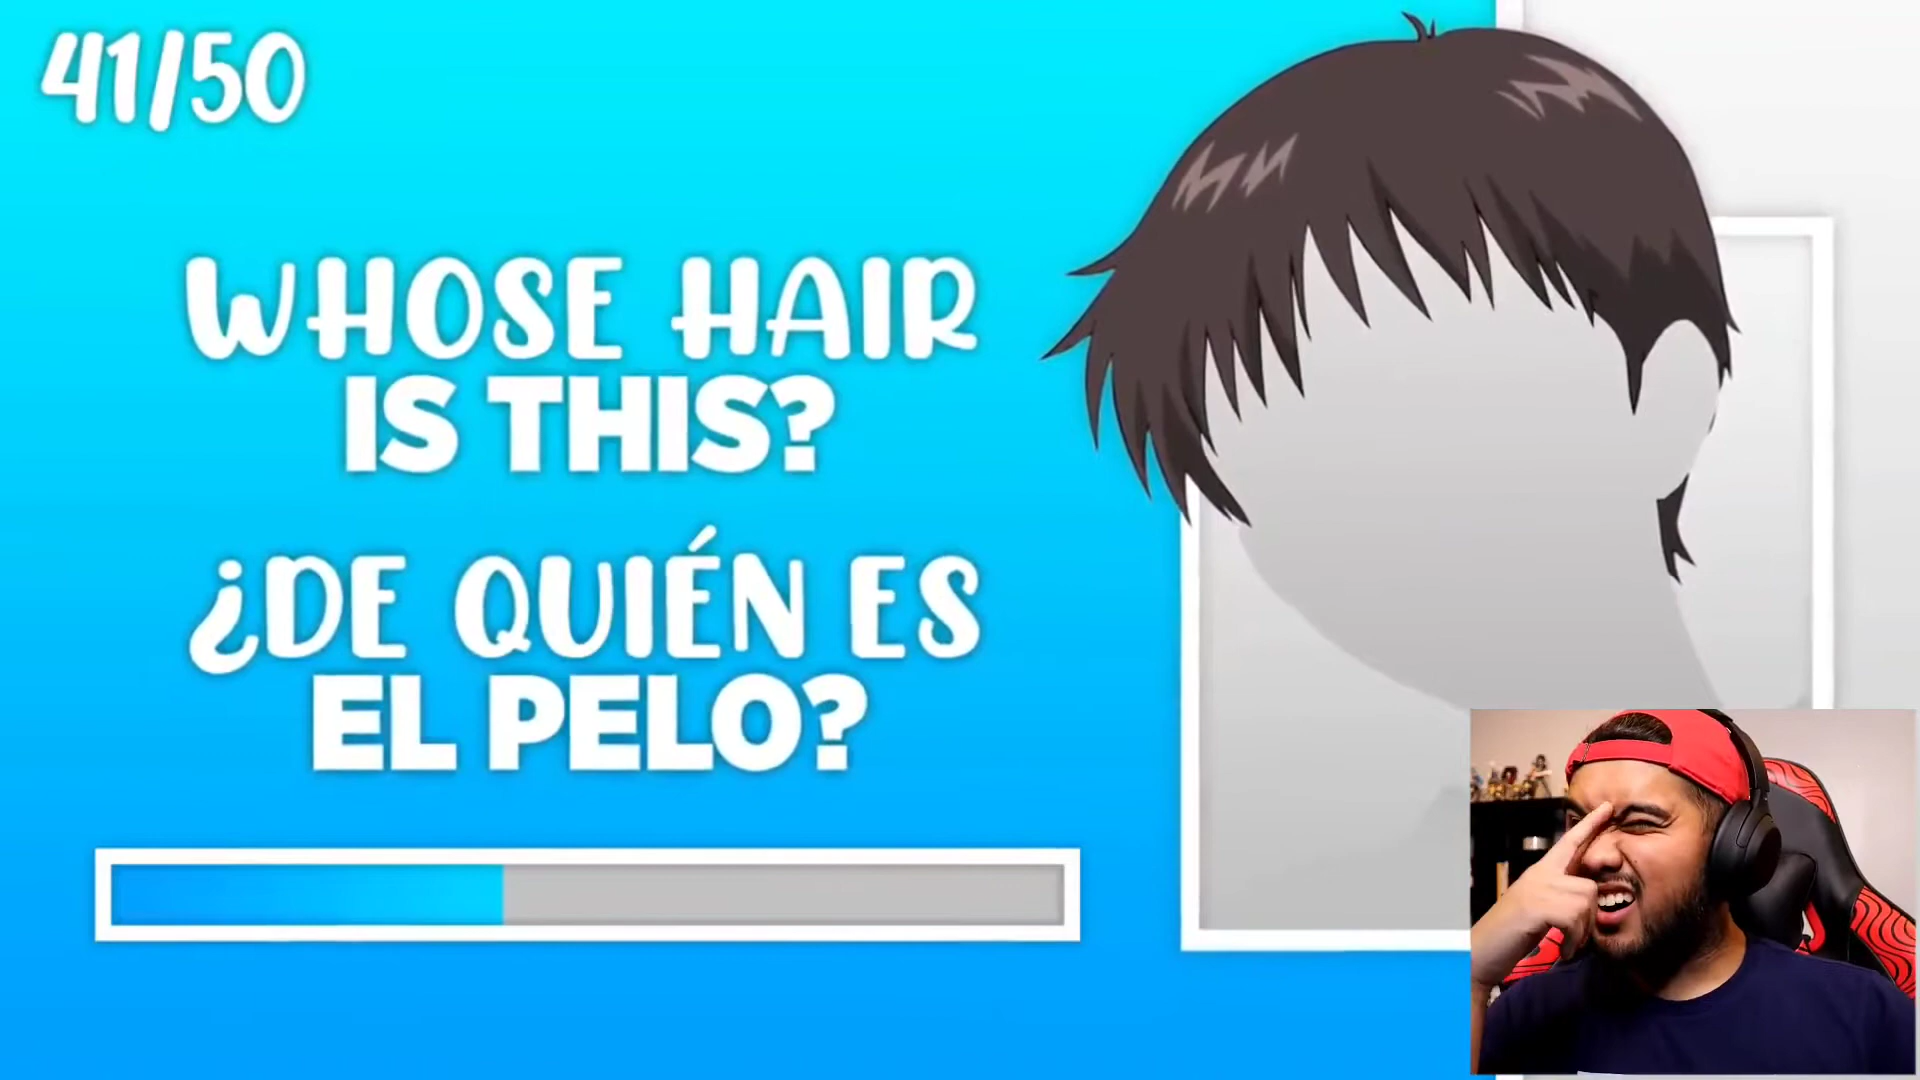 41/50
WHOSE HAIR
IS THIS?
¿DE QUIÉN ES
EL PELO?